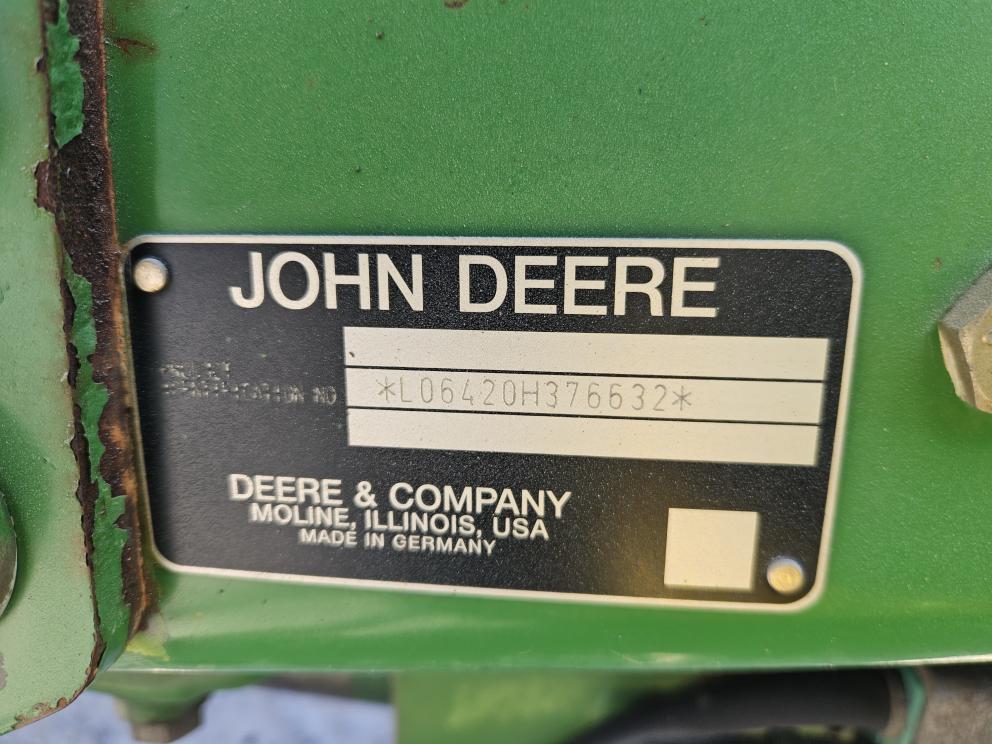 JOHN DEERE
*L06420H376632*
DEERE & COMPANY
MOLINE, ILLINOIS, USA
MADE IN GERMANY